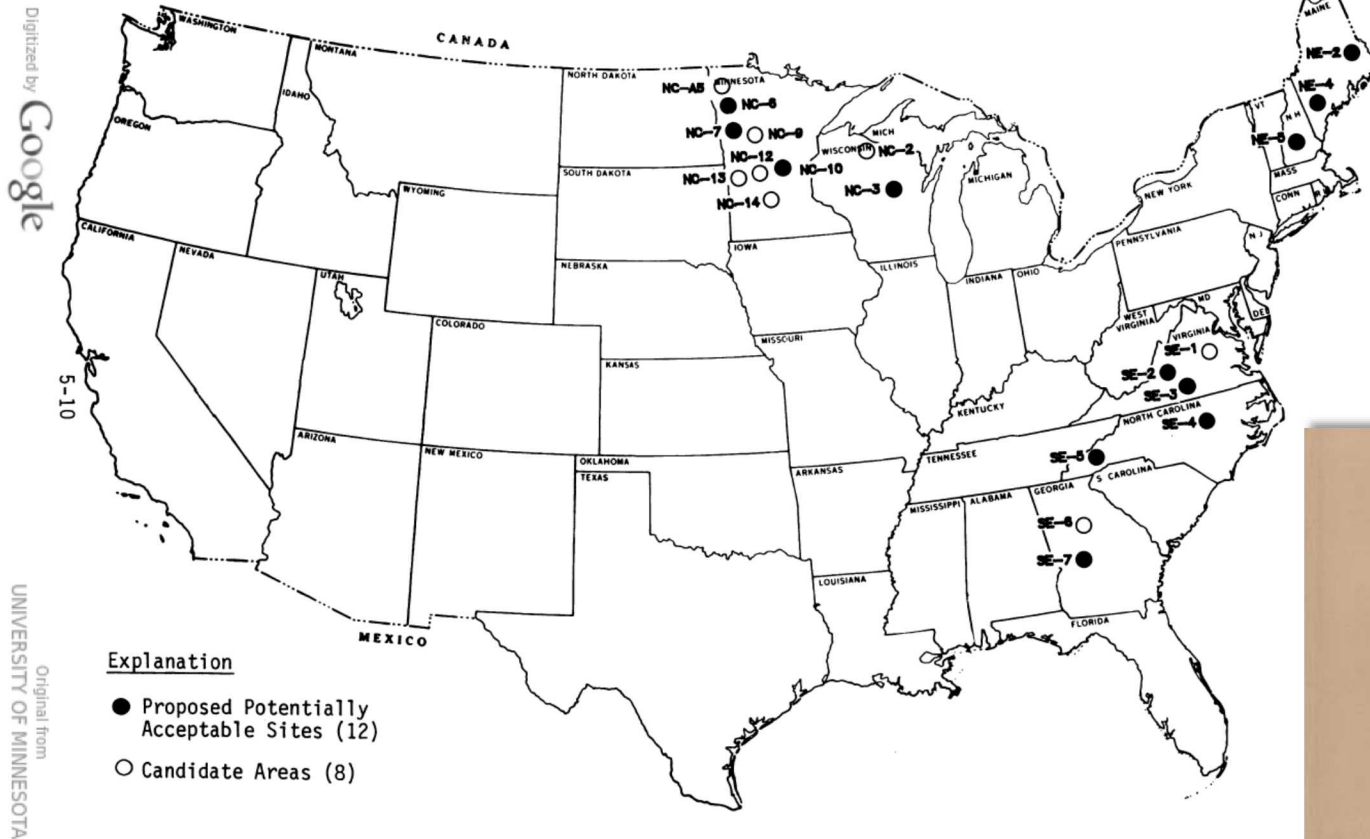 Digitized by Google
5-10
Original from
UNIVERSITY OF MINNESOTA
CANADA
MEXICO
WASHINGTON
OREGON
CALIFORNIA
IDAHO
NEVADA
MONTANA
WYOMING
UTAH
COLORADO
ARIZONA
NEW MEXICO
NORTH DAKOTA
SOUTH DAKOTA
NEBRASKA
KANSAS
OKLAHOMA
TEXAS
MINNESOTA
NC-A5
NC-6
NC-7
NC-9
NC-12
NC-10
NC-13
NC-14
IOWA
MISSOURI
ARKANSAS
LOUISIANA
WISCONSIN
MICH
NC-2
NC-3
MICHIGAN
ILLINOIS
INDIANA
OHIO
KENTUCKY
TENNESSEE
MISSISSIPPI
ALABAMA
GEORGIA
SE-6
SE-7
FLORIDA
S CAROLINA
NORTH CAROLINA
SE-4
SE-5
WEST
VIRGINIA
VIRGINIA
SE-1
SE-2
SE-3
MD
DEL
N J
PENNSYLVANIA
NEW YORK
CONN
R I
MASS
VT
N H
NE-5
NE-4
MAINE
NE-2
Explanation
Proposed Potentially
Acceptable Sites (12)
Candidate Areas (8)